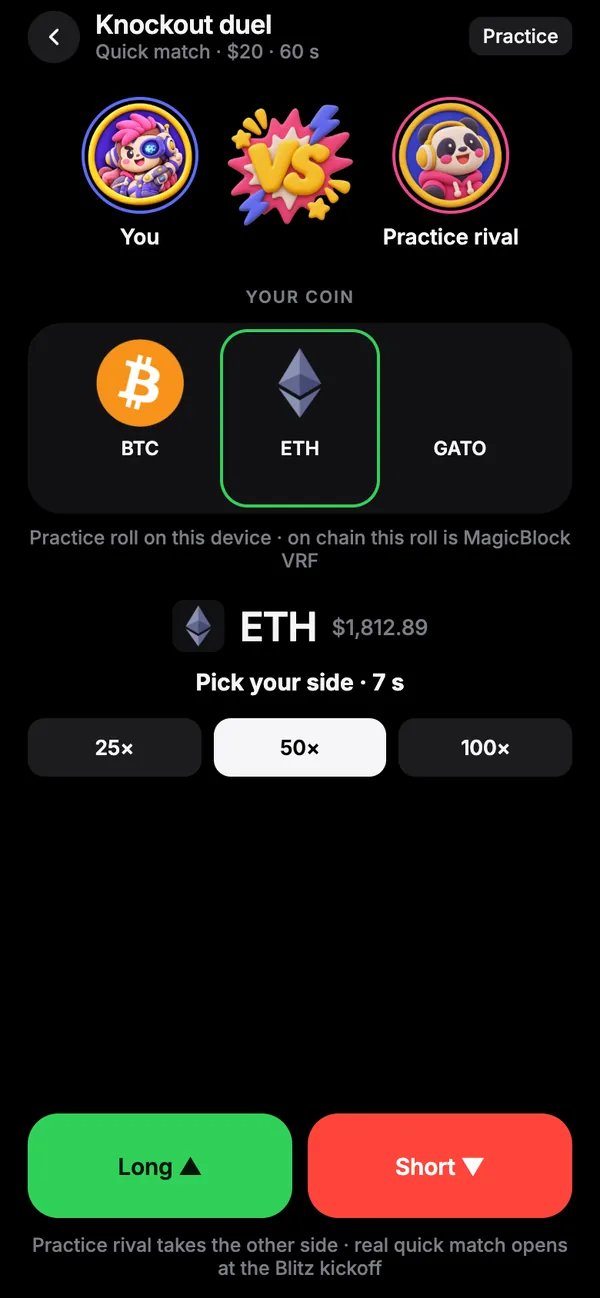 Knockout duel
Quick match · $20 · 60 s
Practice
VS
You
Practice rival
YOUR COIN
BTC
ETH
GATO
Practice roll on this device · on chain this roll is MagicBlock
VRF
ETH $1,812.89
Pick your side · 7 s
25×
50×
100×
Long ▲
Short ▼
Practice rival takes the other side · real quick match opens
at the Blitz kickoff